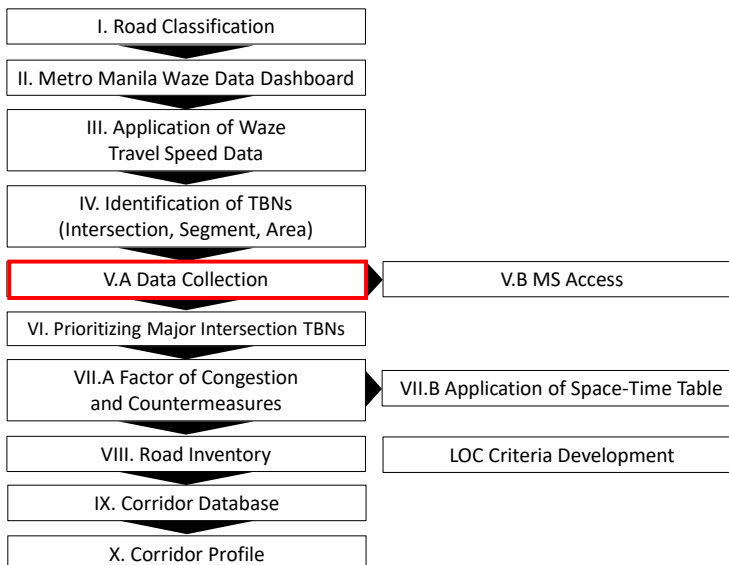 I. Road Classification
II. Metro Manila Waze Data Dashboard
III. Application of Waze
Travel Speed Data
IV. Identification of TBNs
(Intersection, Segment, Area)
V.A Data Collection
V.B MS Access
VI. Prioritizing Major Intersection TBNs
VII.A Factor of Congestion
and Countermeasures
VII.B Application of Space-Time Table
VIII. Road Inventory
LOC Criteria Development
IX. Corridor Database
X. Corridor Profile